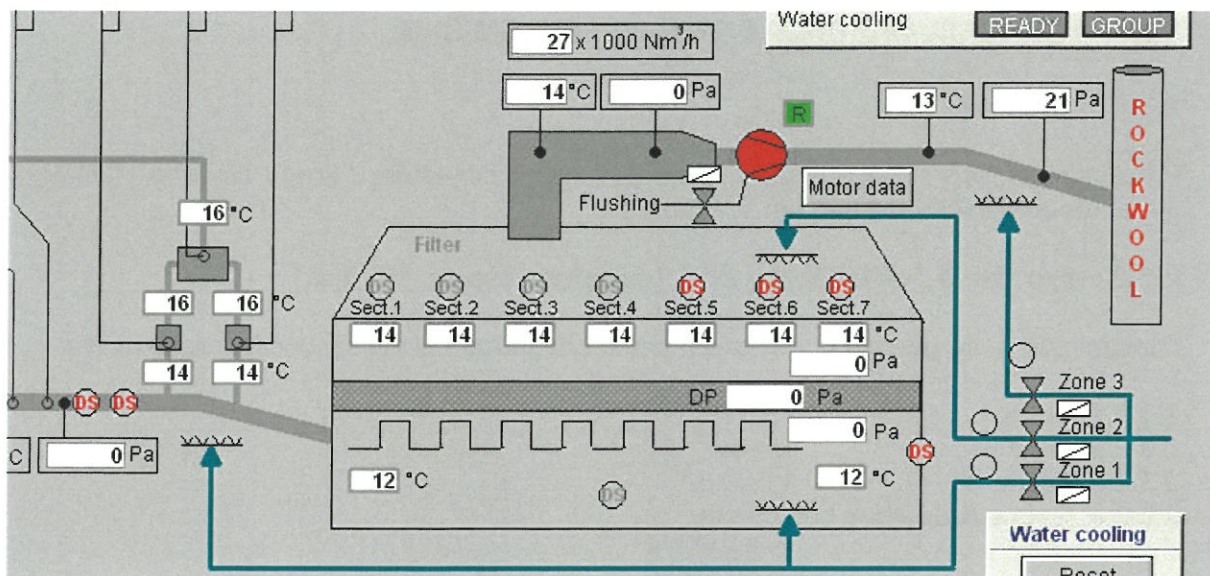 Water cooling READY GROUP
27 x 1000 Nm³/h
14 °C 0 Pa
13 °C 21 Pa
R
ROCKWOOL
Motor data
Flushing
16 °C
Filter
DS DS DS DS DS DS DS
Sect.1 Sect.2 Sect.3 Sect.4 Sect.5 Sect.6 Sect.7
16 16 °C
14 14 14 14 14 14 14 °C
0 Pa
14 14 °C
Zone 3
DS DS
DP 0 Pa
Zone 2
0 Pa
C 0 Pa
DS
Zone 1
12 °C 12 °C
DS
Water cooling
Reset